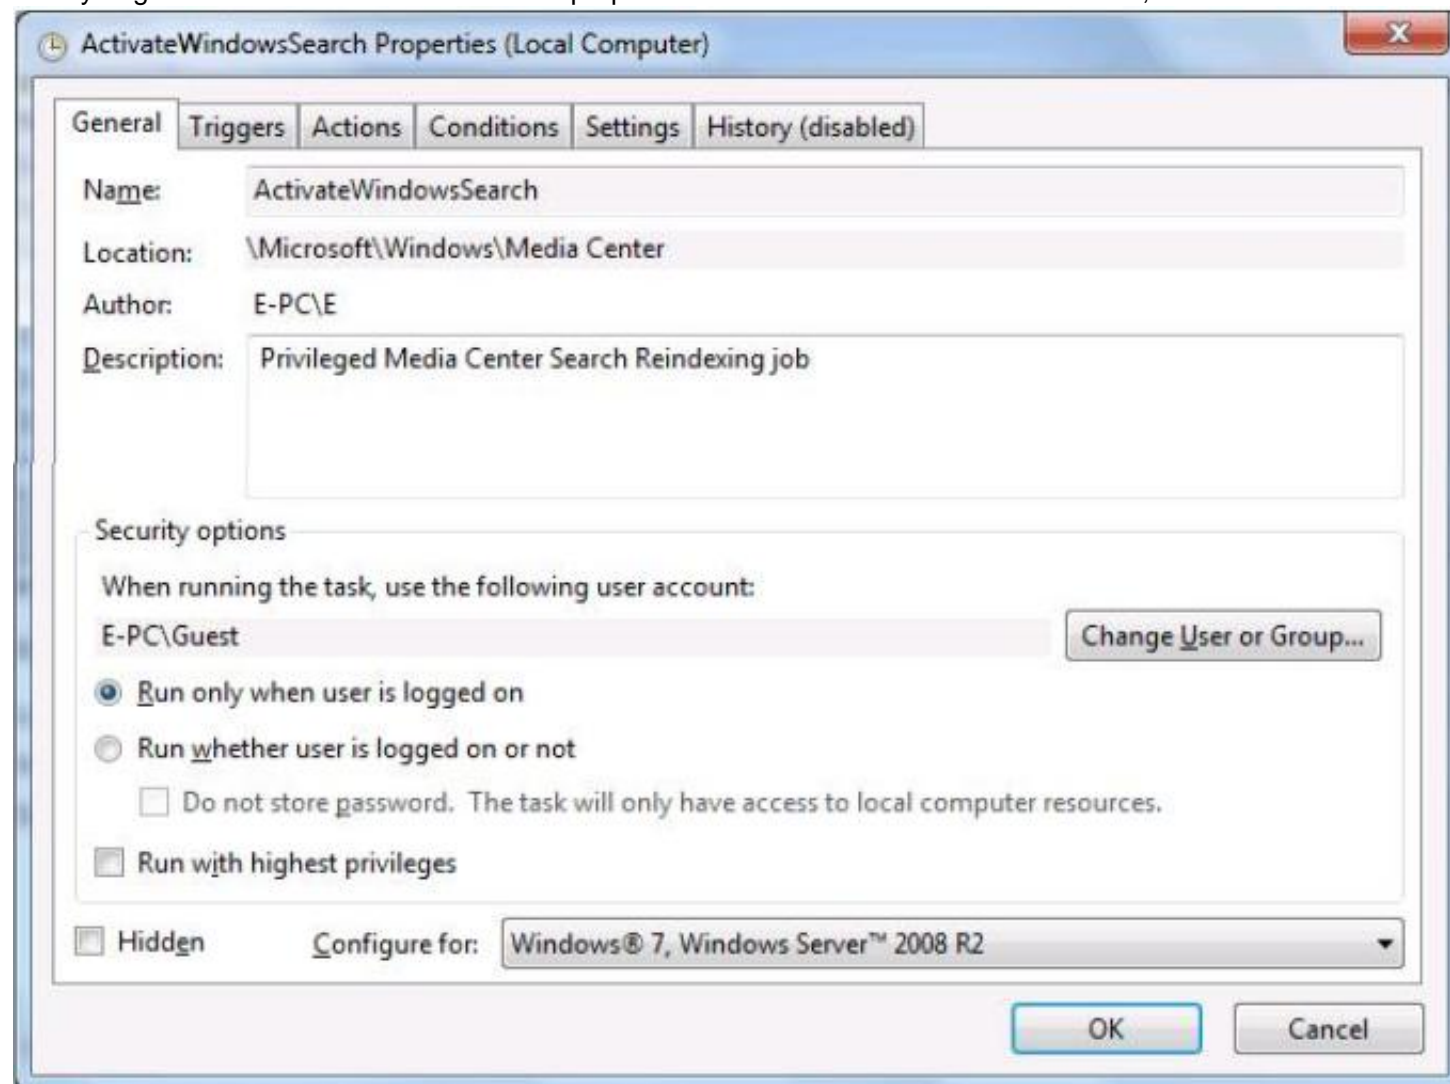 ActivateWindowsSearch Properties (Local Computer)
General Triggers Actions Conditions Settings History (disabled)
Name: ActivateWindowsSearch
Location: \Microsoft\Windows\Media Center
Author: E-PC\E
Description: Privileged Media Center Search Reindexing job
Security options
When running the task, use the following user account:
E-PC\Guest Change User or Group...
Run only when user is logged on
Run whether user is logged on or not
Do not store password. The task will only have access to local computer resources.
Run with highest privileges
Hidden Configure for: Windows® 7, Windows Server™ 2008 R2
OK Cancel